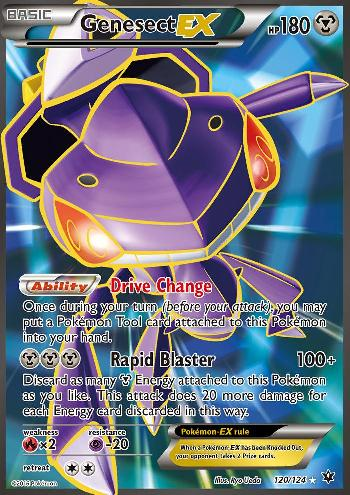 BASIC
Genesect EX HP180
Ability Drive Change
Once during your turn (before your attack), you may
put a Pokémon Tool card attached to this Pokémon
into your hand.
Rapid Blaster 100+
Discard as many Energy attached to this Pokémon
as you like. This attack does 20 more damage for
each Energy card discarded in this way.
weakness resistance
×2 -20
retreat
Pokémon-EX rule
When a Pokémon-EX has been Knocked Out,
your opponent takes 2 Prize cards.
Illus. Ryo Ueda 120/124